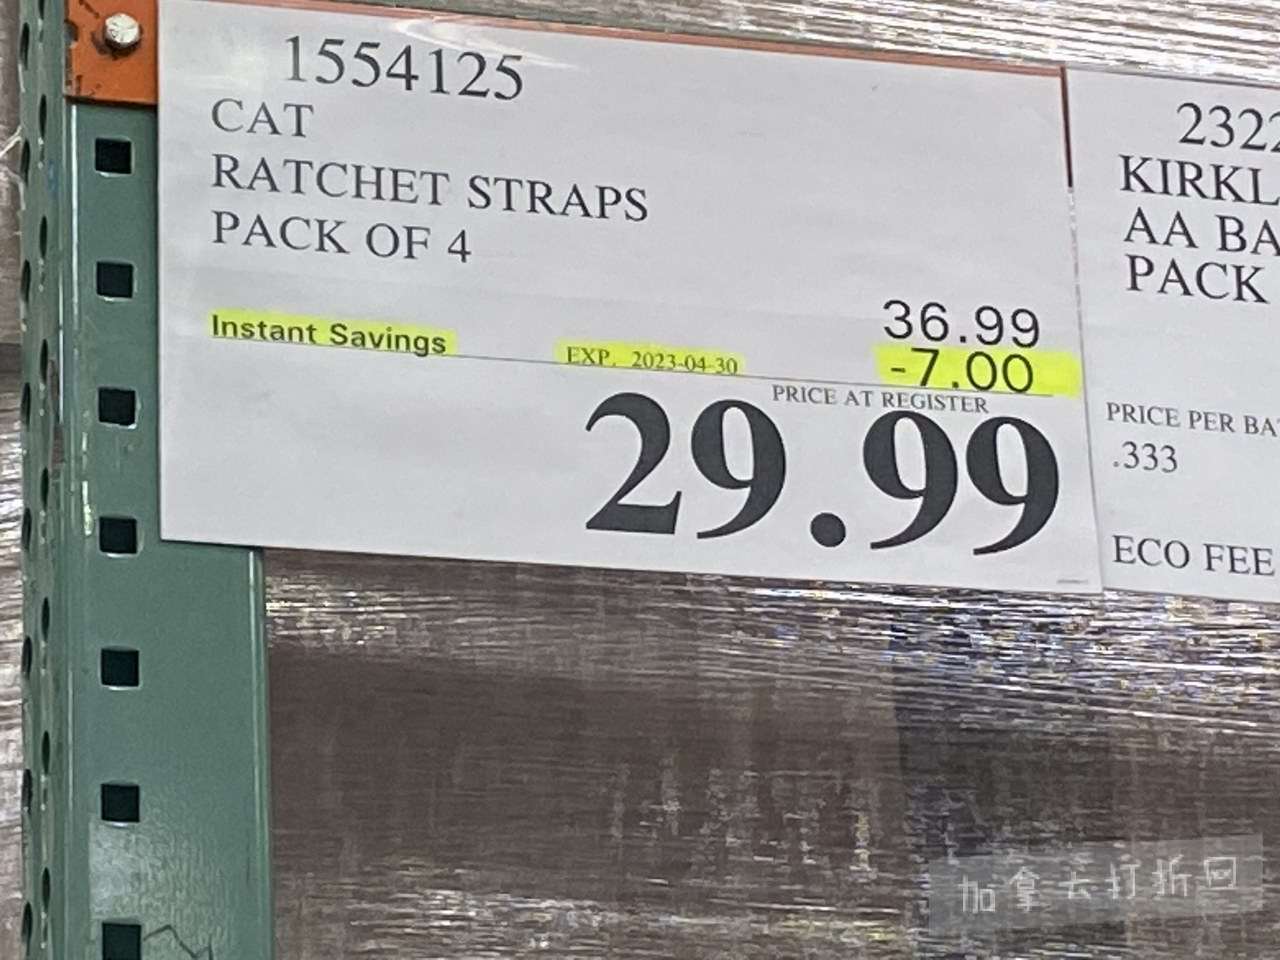 1554125
CAT
RATCHET STRAPS
PACK OF 4
36.99
Instant Savings EXP. 2023-04-30 -7.00
PRICE AT REGISTER
29.99
2322
KIRKL
AA BA
PACK
PRICE PER BA
.333
ECO FEE
加拿大打折网